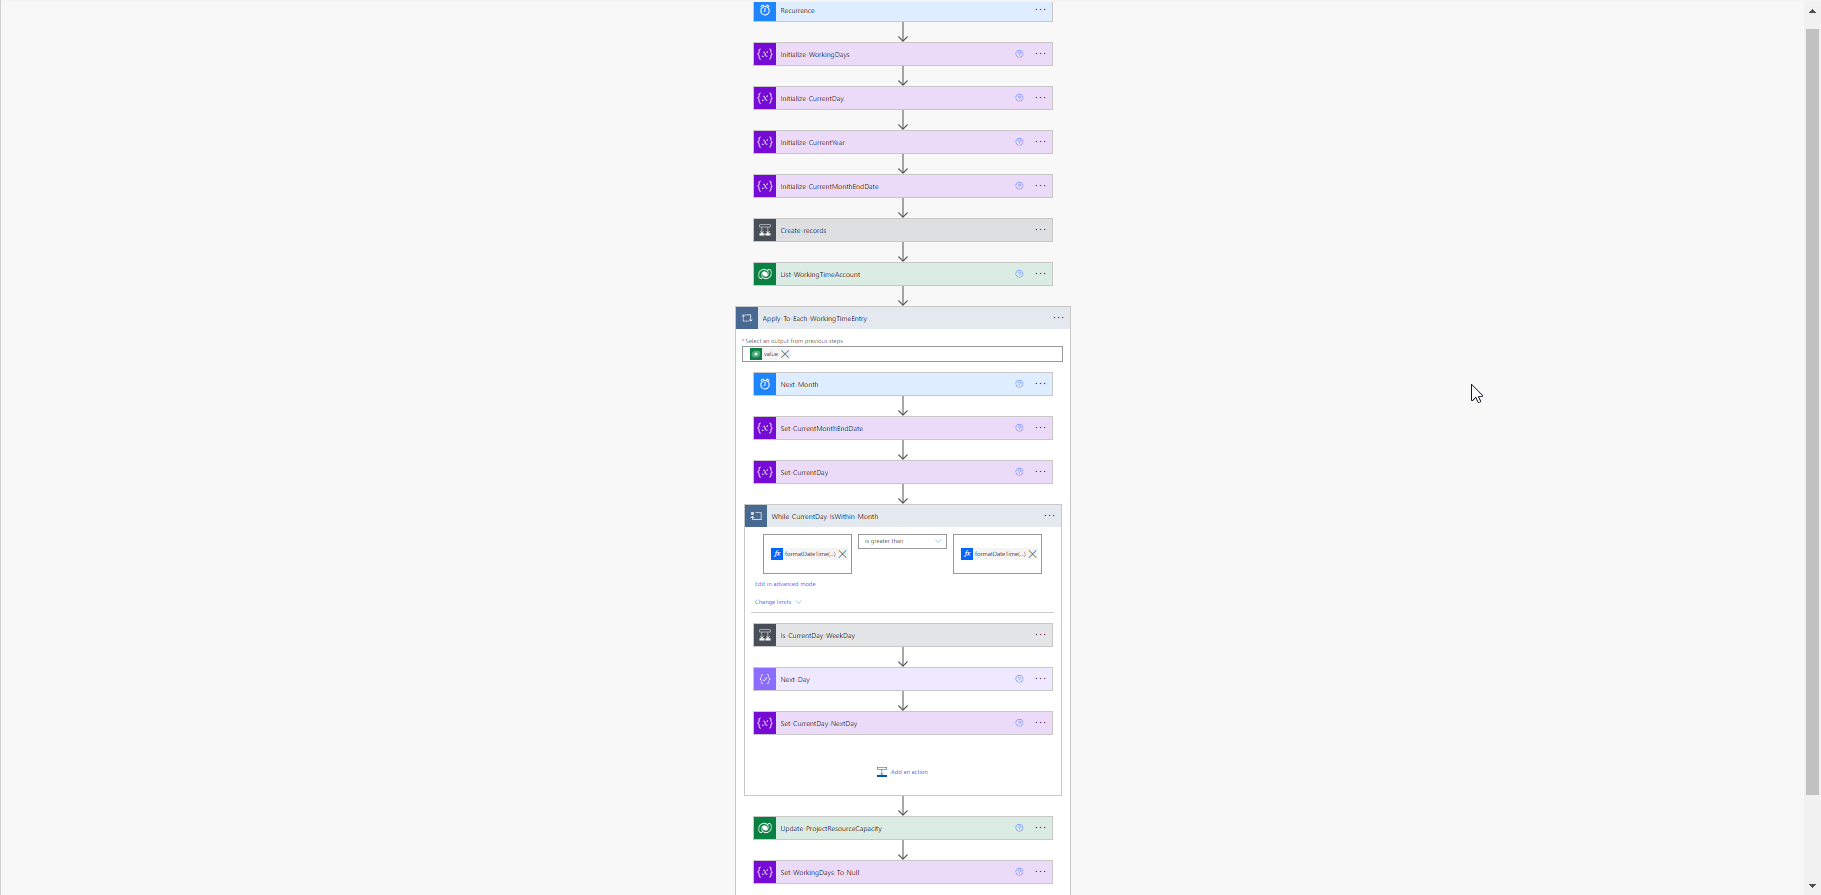 Recurrence
Initialize WorkingDays
Initialize CurrentDay
Initialize CurrentYear
Initialize CurrentMonthEndDate
Create records
List WorkingTimeAccount
Apply To Each WorkingTimeEntry
* Select an output from previous steps
value
Next Month
Set CurrentMonthEndDate
Set CurrentDay
While CurrentDay IsWithin Month
formatDateTime(...) is greater than formatDateTime(...)
Edit in advanced mode
Change limits
Is CurrentDay WeekDay
Next Day
Set CurrentDay NextDay
Add an action
Update ProjectResourceCapacity
Set WorkingDays To Null